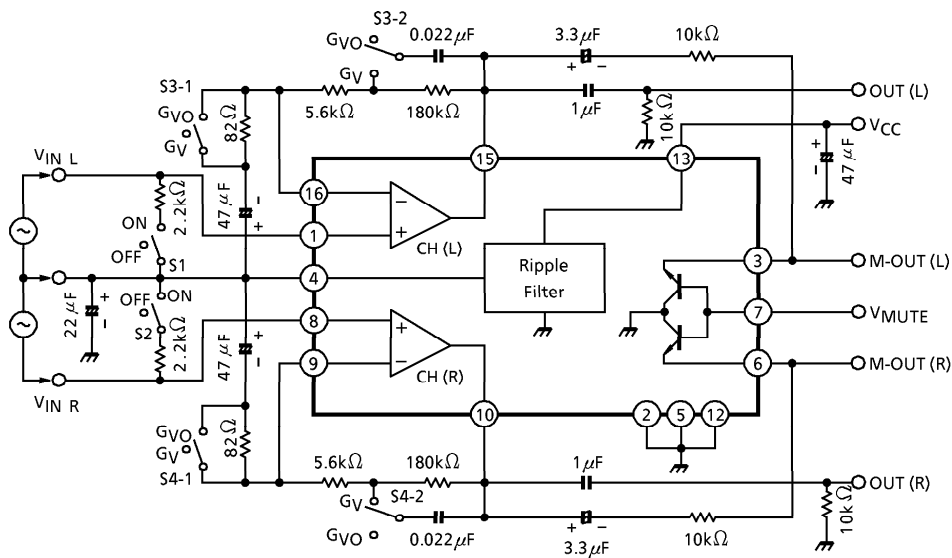 S3-2
GVO
0.022μF
3.3μF
+ −
10kΩ
S3-1
GV
GVO
GV
82Ω
5.6kΩ
180kΩ
1μF
10kΩ
OUT (L)
VCC
+
−
47μF
VIN L
15
13
16
−
+
CH (L)
1
2.2kΩ
47μF
−
+
ON
OFF
S1
4
Ripple
Filter
3
M-OUT (L)
22μF
+
−
OFF
ON
S2
2.2kΩ
47μF
+
−
8
9
+
−
CH (R)
7
VMUTE
6
M-OUT (R)
VIN R
10
2
5
12
GVO
GV
S4-1
82Ω
5.6kΩ
180kΩ
1μF
OUT (R)
GV
S4-2
GVO
0.022μF
+ −
3.3μF
10kΩ
10kΩ